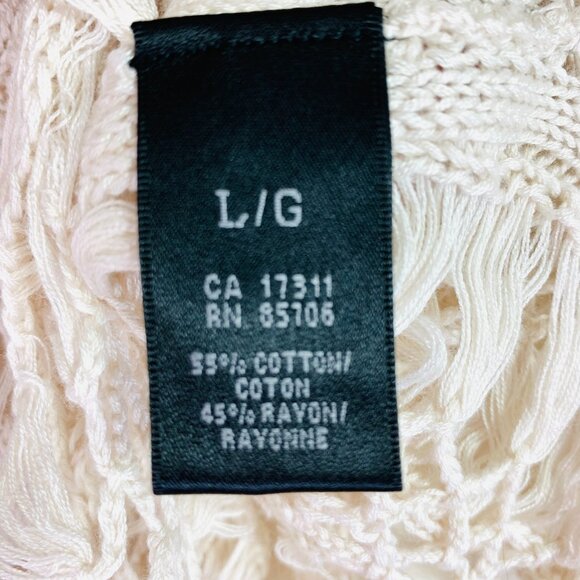 L/G
CA 17311
RN 85706
55% COTTON/
COTON
45% RAYON/
RAYONNE